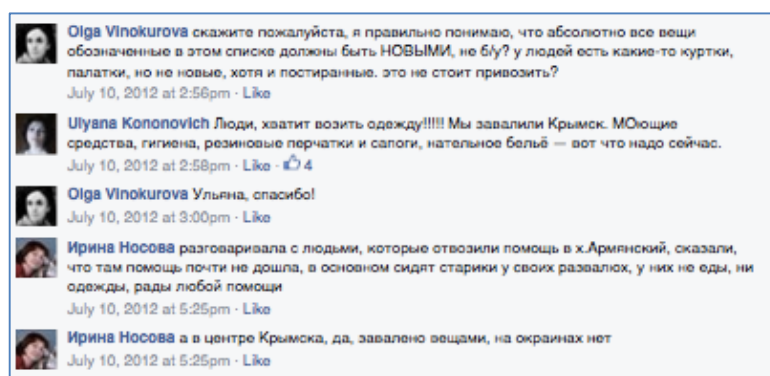 Olga Vinokurova скажите пожалуйста, я правильно понимаю, что абсолютно все вещи
обозначенные в этом списке должны быть НОВЫМИ, не б/у? у людей есть какие-то куртки,
палатки, но не новые, хотя и постиранные. это не стоит привозить?
July 10, 2012 at 2:56pm · Like
Ulyana Kononovich Люди, хватит возить одежду!!!!! Мы завалили Крымск. МОющие
средства, гигиена, резиновые перчатки и сапоги, нательное бельё — вот что надо сейчас.
July 10, 2012 at 2:58pm · Like · 4
Olga Vinokurova Ульяна, спасибо!
July 10, 2012 at 3:00pm · Like
Ирина Носова разговаривала с людьми, которые отвозили помощь в х.Армянский, сказали,
что там помощь почти не дошла, в основном сидят старики у своих развалюх, у них не еды, ни
одежды, рады любой помощи
July 10, 2012 at 5:25pm · Like
Ирина Носова а в центре Крымска, да, завалено вещами, на окраинах нет
July 10, 2012 at 5:25pm · Like